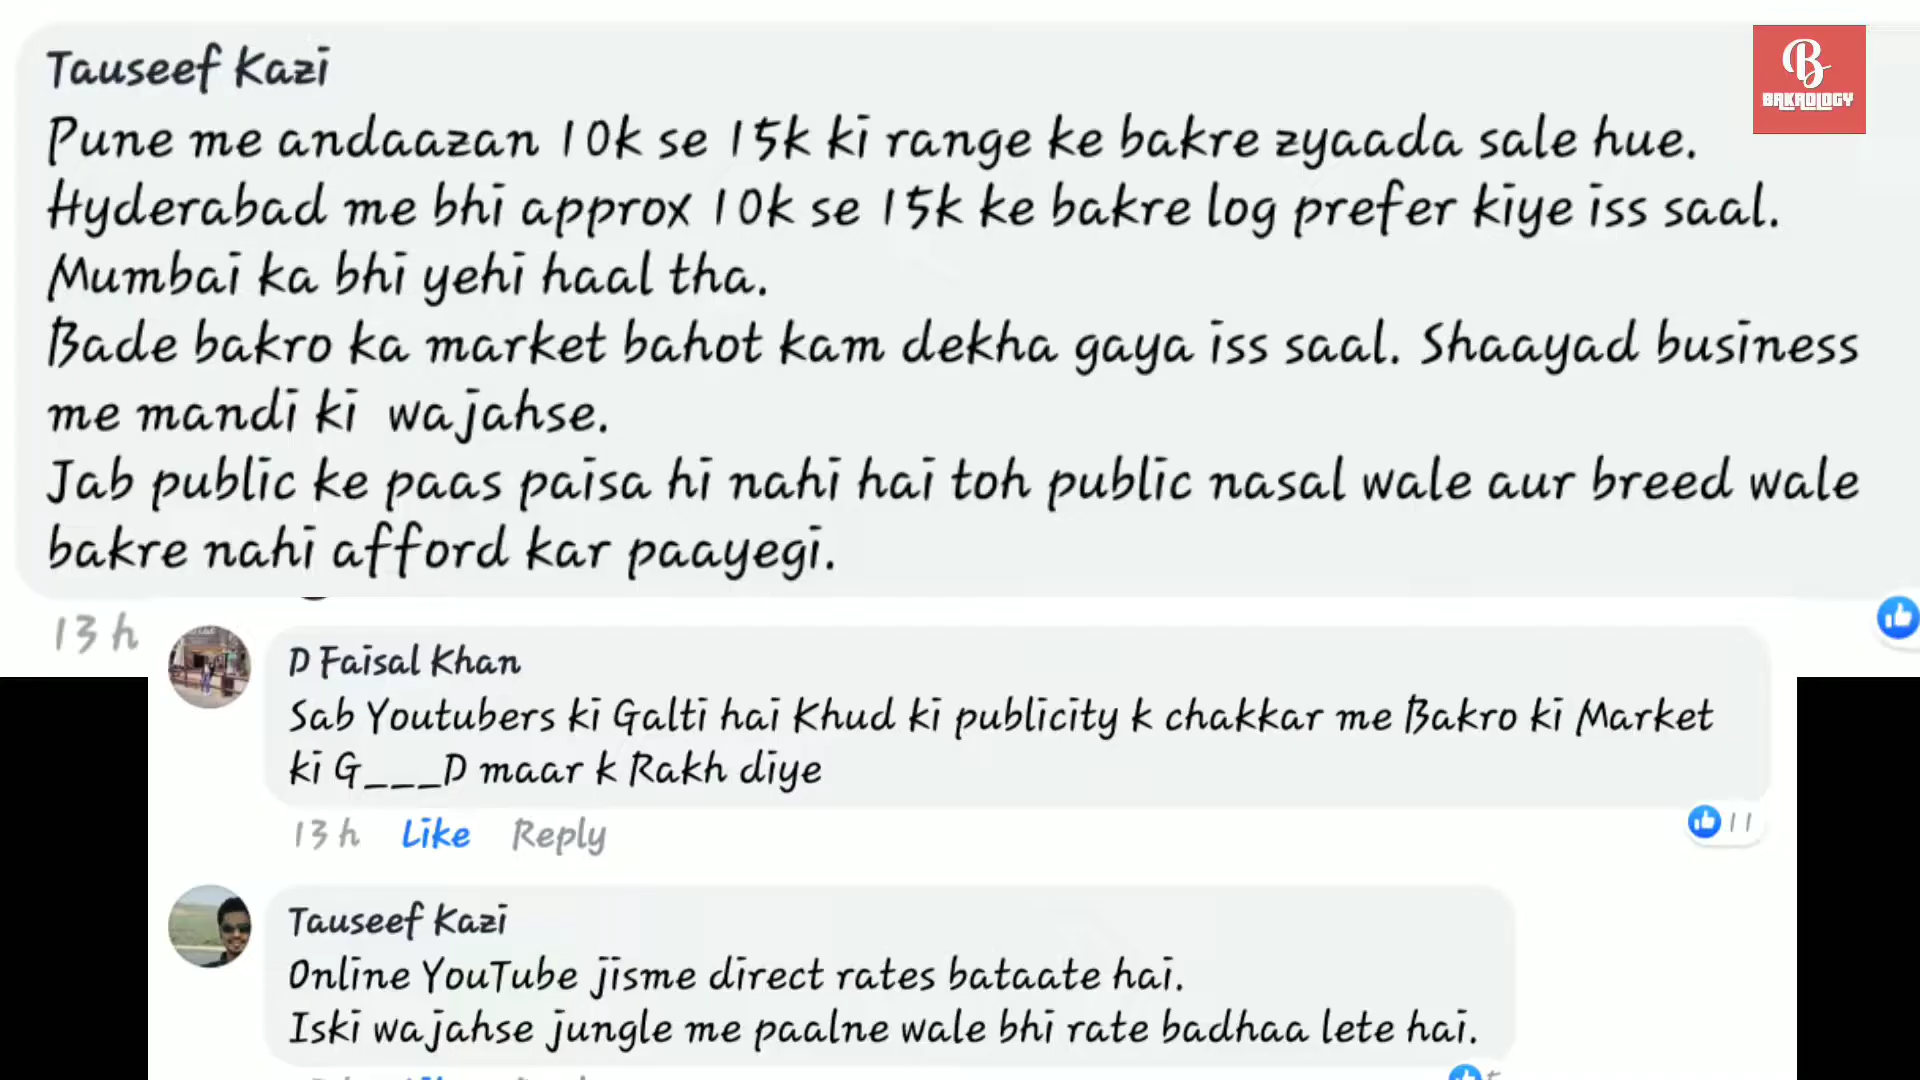 Tauseef Kazi
B
BAKROLOGY
Pune me andaazan 10k se 15k ki range ke bakre zyaada sale hue.
Hyderabad me bhi approx 10k se 15k ke bakre log prefer kiye iss saal.
Mumbai ka bhi yehi haal tha.
Bade bakro ka market bahot kam dekha gaya iss saal. Shaayad business
me mandi ki wajahse.
Jab public ke paas paisa hi nahi hai toh public nasal wale aur breed wale
bakre nahi afford kar paayegi.
13 h
D Faisal Khan
Sab Youtubers ki Galti hai Khud ki publicity k chakkar me Bakro ki Market
ki G___D maar k Rakh diye
13 h Like Reply
11
Tauseef Kazi
Online YouTube jisme direct rates bataate hai.
Iski wajahse jungle me paalne wale bhi rate badhaa lete hai.